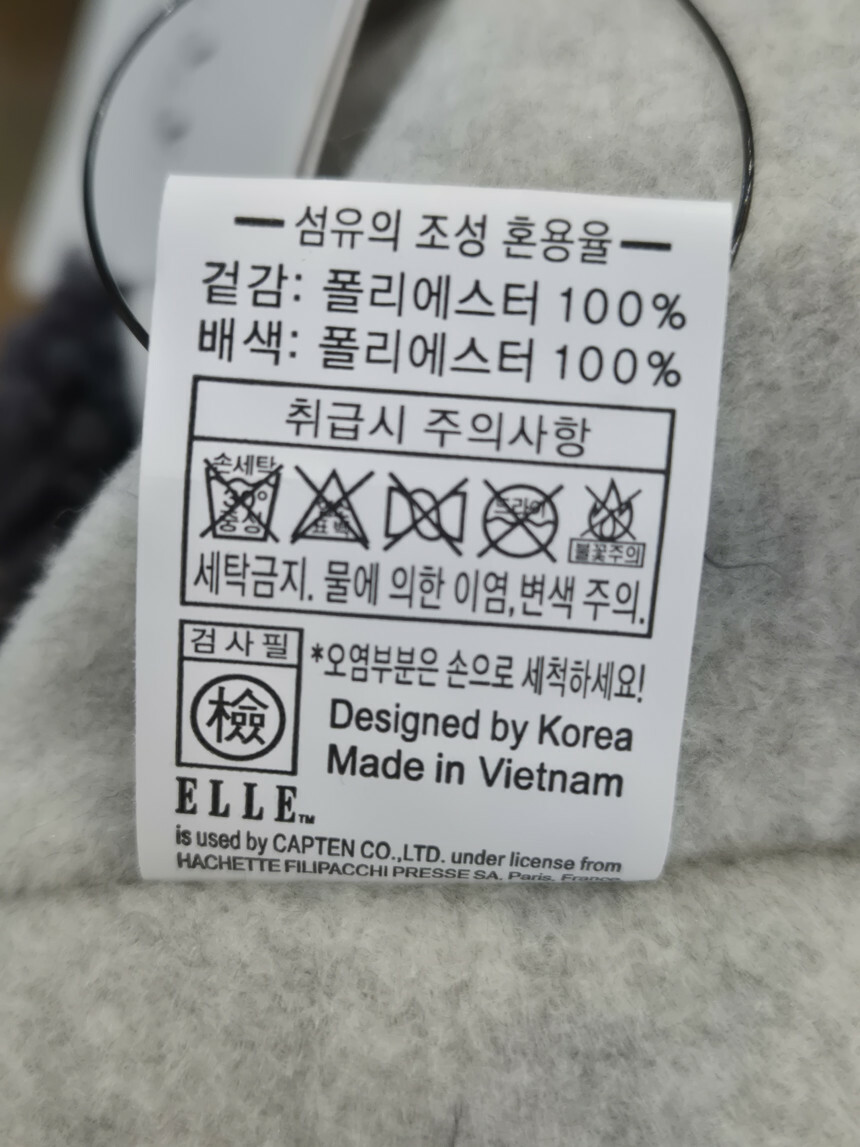 섬유의 조성 혼용율
겉감: 폴리에스터 100%
배색: 폴리에스터 100%
취급시 주의사항
손세탁
30°
중성
표백
드라이
불꽃주의
세탁금지. 물에 의한 이염,변색 주의.
검사필
檢
*오염부분은 손으로 세척하세요!
Designed by Korea
Made in Vietnam
ELLE™
is used by CAPTEN CO.,LTD. under license from
HACHETTE FILIPACCHI PRESSE SA, Paris, France